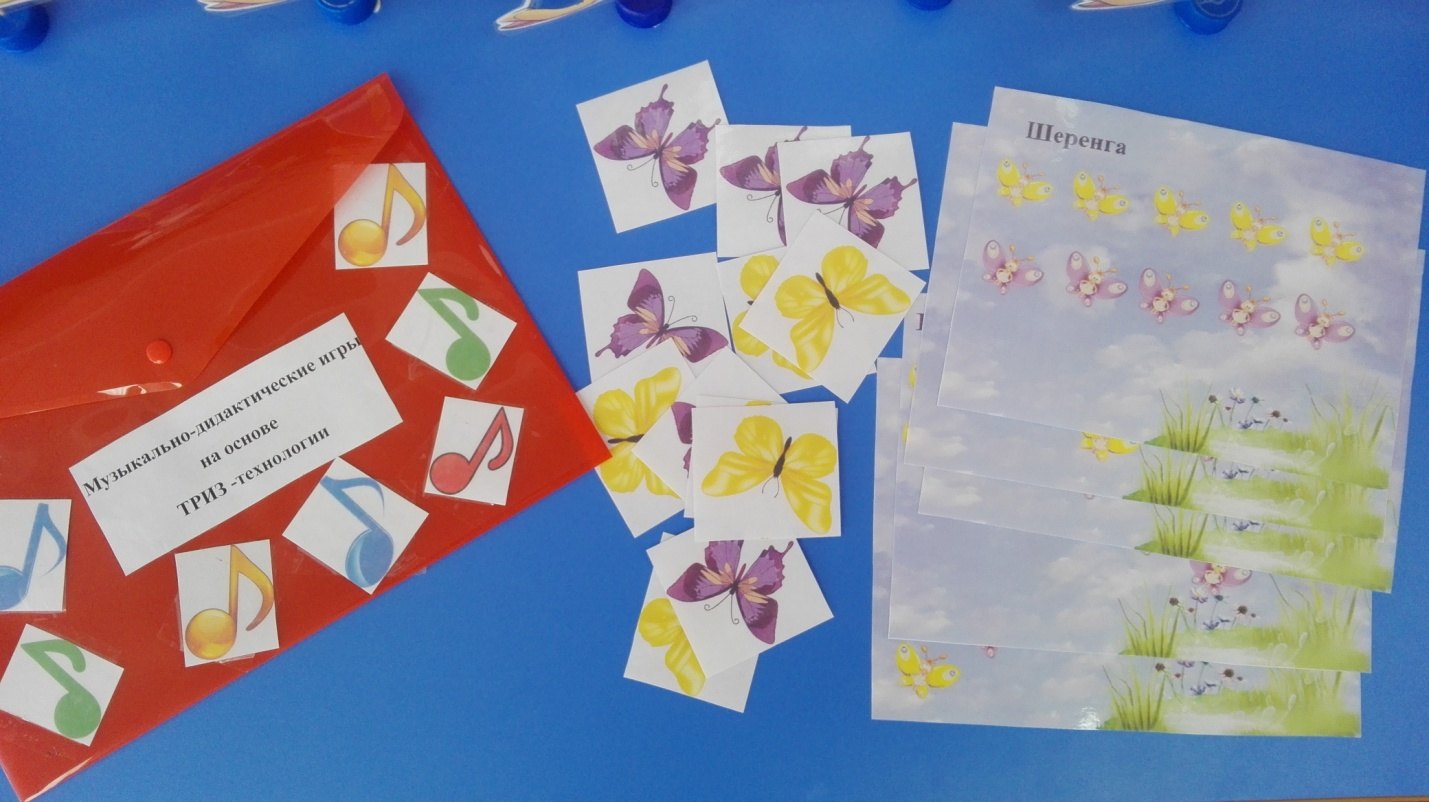 Музыкально-дидактические игры
на основе
ТРИЗ -технологии
Шеренга